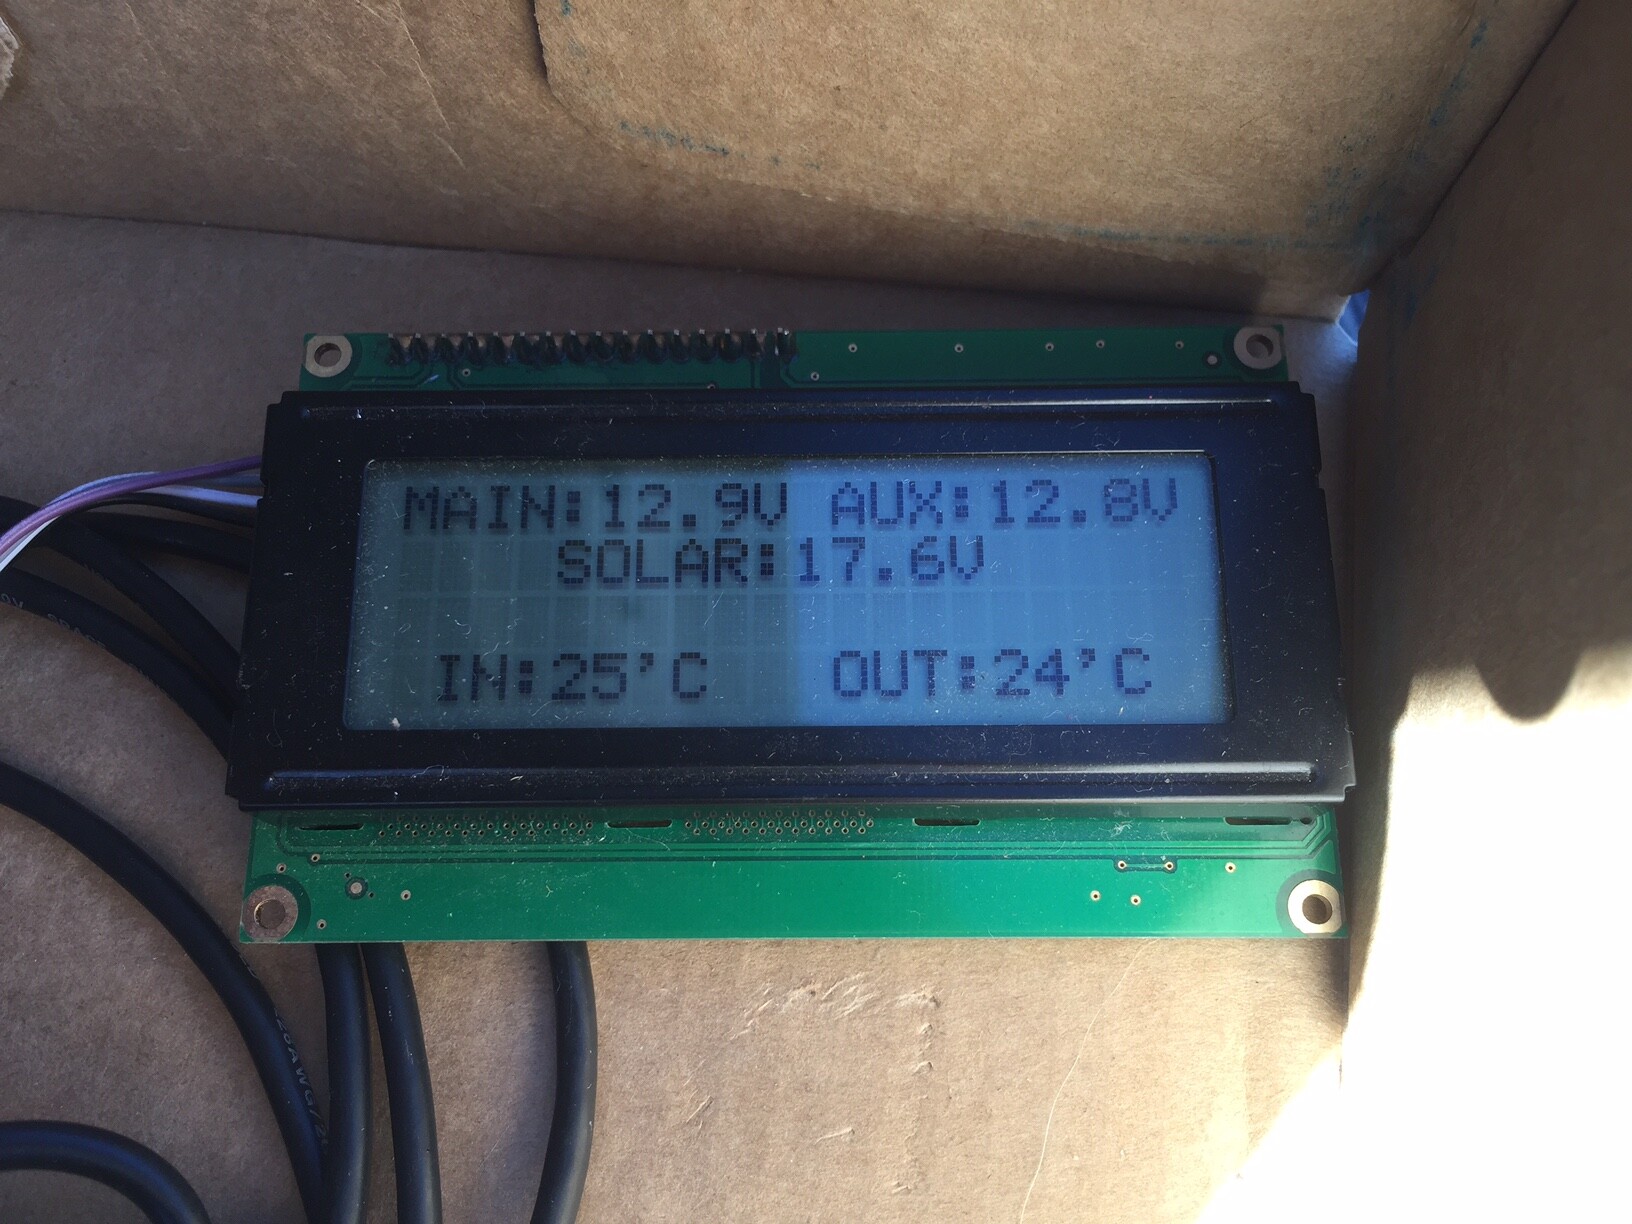 MAIN:12.9V AUX:12.8V
SOLAR:17.6V
IN:25'C OUT:24'C